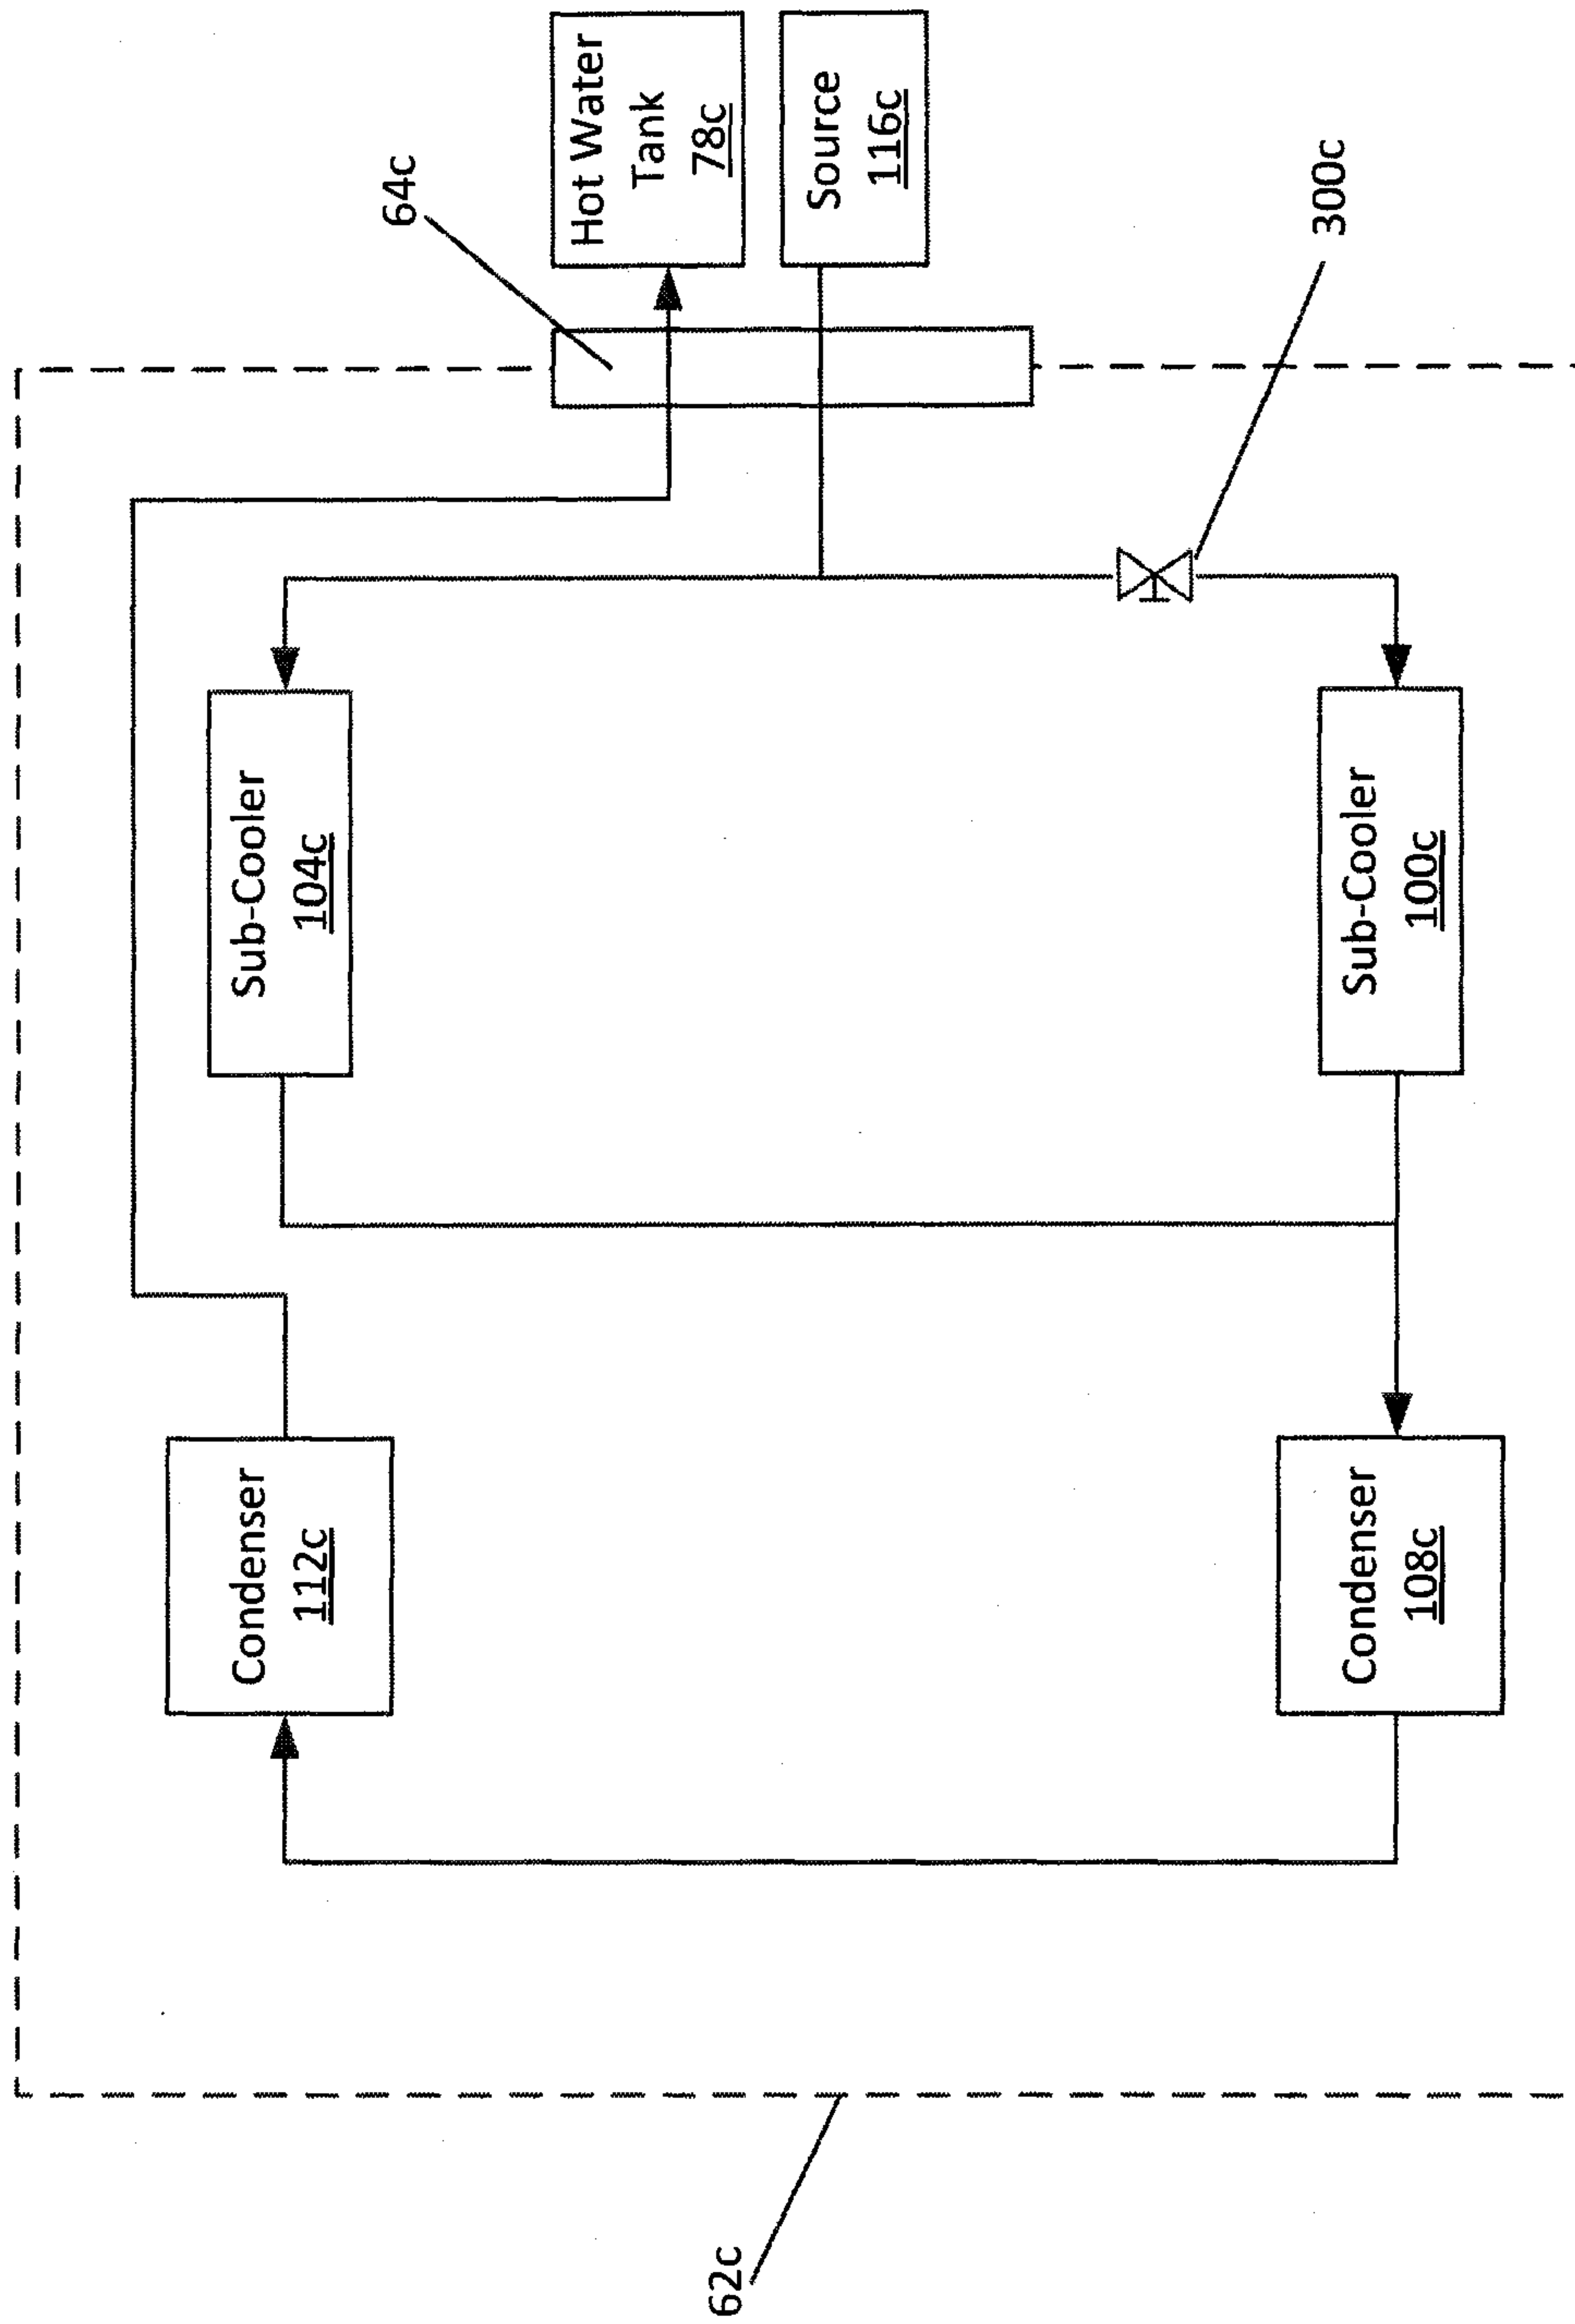 62c
Condenser
112c
Condenser
108c
Sub-Cooler
104c
Sub-Cooler
100c
64c
Hot Water
Tank
78c
Source
116c
300c